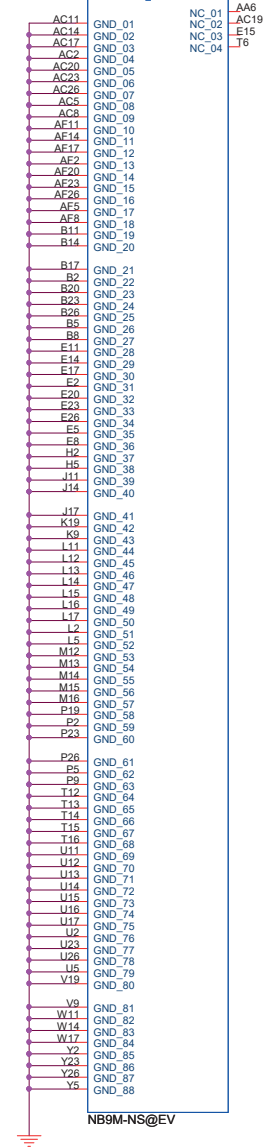 AC11 GND_01 NC_01 AA6
AC14 GND_02 NC_02 AC19
AC17 GND_03 NC_03 E15
AC2 GND_04 NC_04 T6
AC20 GND_05
AC23 GND_06
AC26 GND_07
AC5 GND_08
AC8 GND_09
AF11 GND_10
AF14 GND_11
AF17 GND_12
AF2 GND_13
AF20 GND_14
AF23 GND_15
AF26 GND_16
AF5 GND_17
AF8 GND_18
B11 GND_19
B14 GND_20
B17 GND_21
B2 GND_22
B20 GND_23
B23 GND_24
B26 GND_25
B5 GND_26
B8 GND_27
E11 GND_28
E14 GND_29
E17 GND_30
E2 GND_31
E20 GND_32
E23 GND_33
E26 GND_34
E5 GND_35
E8 GND_36
H2 GND_37
H5 GND_38
J11 GND_39
J14 GND_40
J17 GND_41
K19 GND_42
K9 GND_43
L11 GND_44
L12 GND_45
L13 GND_46
L14 GND_47
L15 GND_48
L16 GND_49
L17 GND_50
L2 GND_51
L5 GND_52
M12 GND_53
M13 GND_54
M14 GND_55
M15 GND_56
M16 GND_57
P19 GND_58
P2 GND_59
P23 GND_60
P26 GND_61
P5 GND_62
P9 GND_63
T12 GND_64
T13 GND_65
T14 GND_66
T15 GND_67
T16 GND_68
U11 GND_69
U12 GND_70
U13 GND_71
U14 GND_72
U15 GND_73
U16 GND_74
U17 GND_75
U2 GND_76
U23 GND_77
U26 GND_78
U5 GND_79
V19 GND_80
V9 GND_81
W11 GND_82
W14 GND_83
W17 GND_84
Y2 GND_85
Y23 GND_86
Y26 GND_87
Y5 GND_88
NB9M-NS@EV